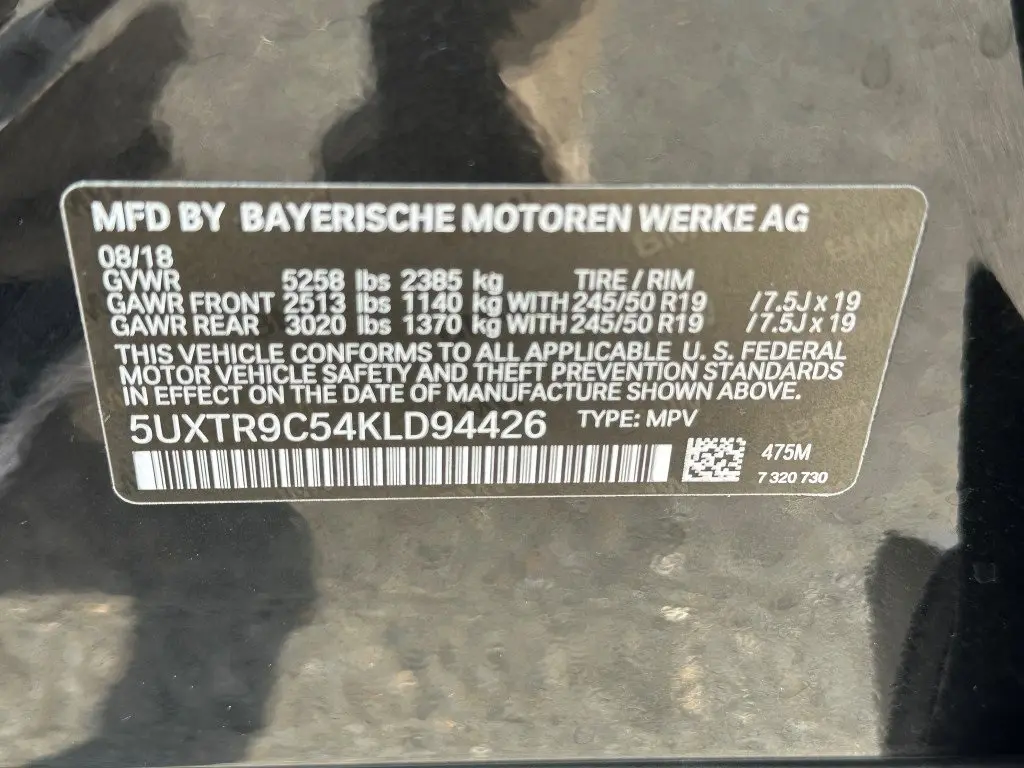 MFD BY BAYERISCHE MOTOREN WERKE AG
08/18
GVWR 5258 lbs 2385 kg TIRE / RIM
GAWR FRONT 2513 lbs 1140 kg WITH 245/50 R19 / 7.5J x 19
GAWR REAR 3020 lbs 1370 kg WITH 245/50 R19 / 7.5J x 19
THIS VEHICLE CONFORMS TO ALL APPLICABLE U. S. FEDERAL
MOTOR VEHICLE SAFETY AND THEFT PREVENTION STANDARDS
IN EFFECT ON THE DATE OF MANUFACTURE SHOWN ABOVE.
5UXTR9C54KLD94426 TYPE: MPV
475M
7 320 730